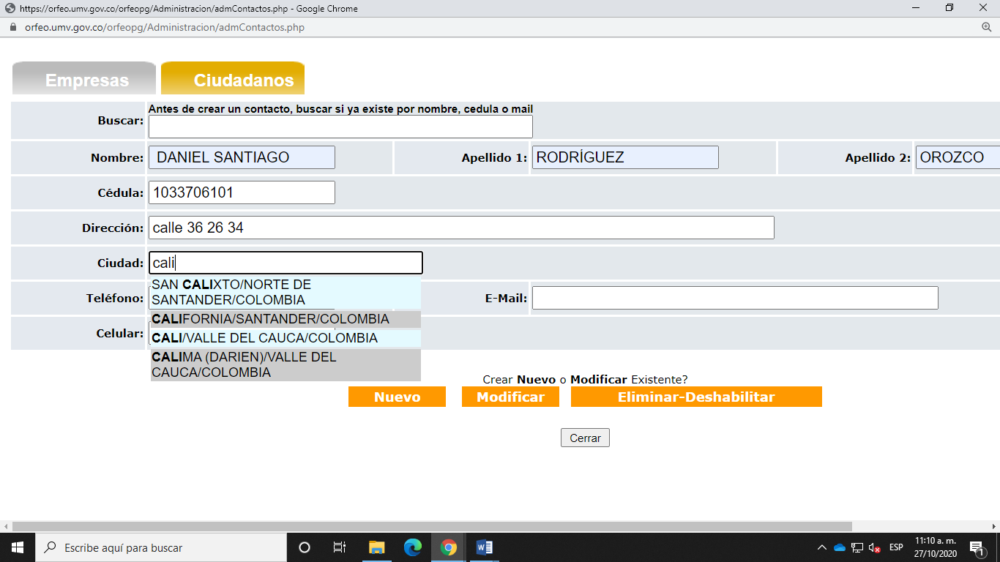 https://orfeo.umv.gov.co/orfeopg/Administracion/admContactos.php - Google Chrome
orfeo.umv.gov.co/orfeopg/Administracion/admContactos.php
Empresas Ciudadanos
Antes de crear un contacto, buscar si ya existe por nombre, cedula o mail
Buscar:
Nombre: DANIEL SANTIAGO Apellido 1: RODRÍGUEZ Apellido 2: OROZCO
Cédula: 1033706101
Dirección: calle 36 26 34
Ciudad: cali
SAN CALIXTO/NORTE DE
SANTANDER/COLOMBIA
Teléfono: E-Mail:
CALIFORNIA/SANTANDER/COLOMBIA
Celular: CALI/VALLE DEL CAUCA/COLOMBIA
CALIMA (DARIEN)/VALLE DEL
CAUCA/COLOMBIA
Crear Nuevo o Modificar Existente?
Nuevo Modificar Eliminar-Deshabilitar
Cerrar
Escribe aquí para buscar
ESP
11:10 a. m.
27/10/2020
1